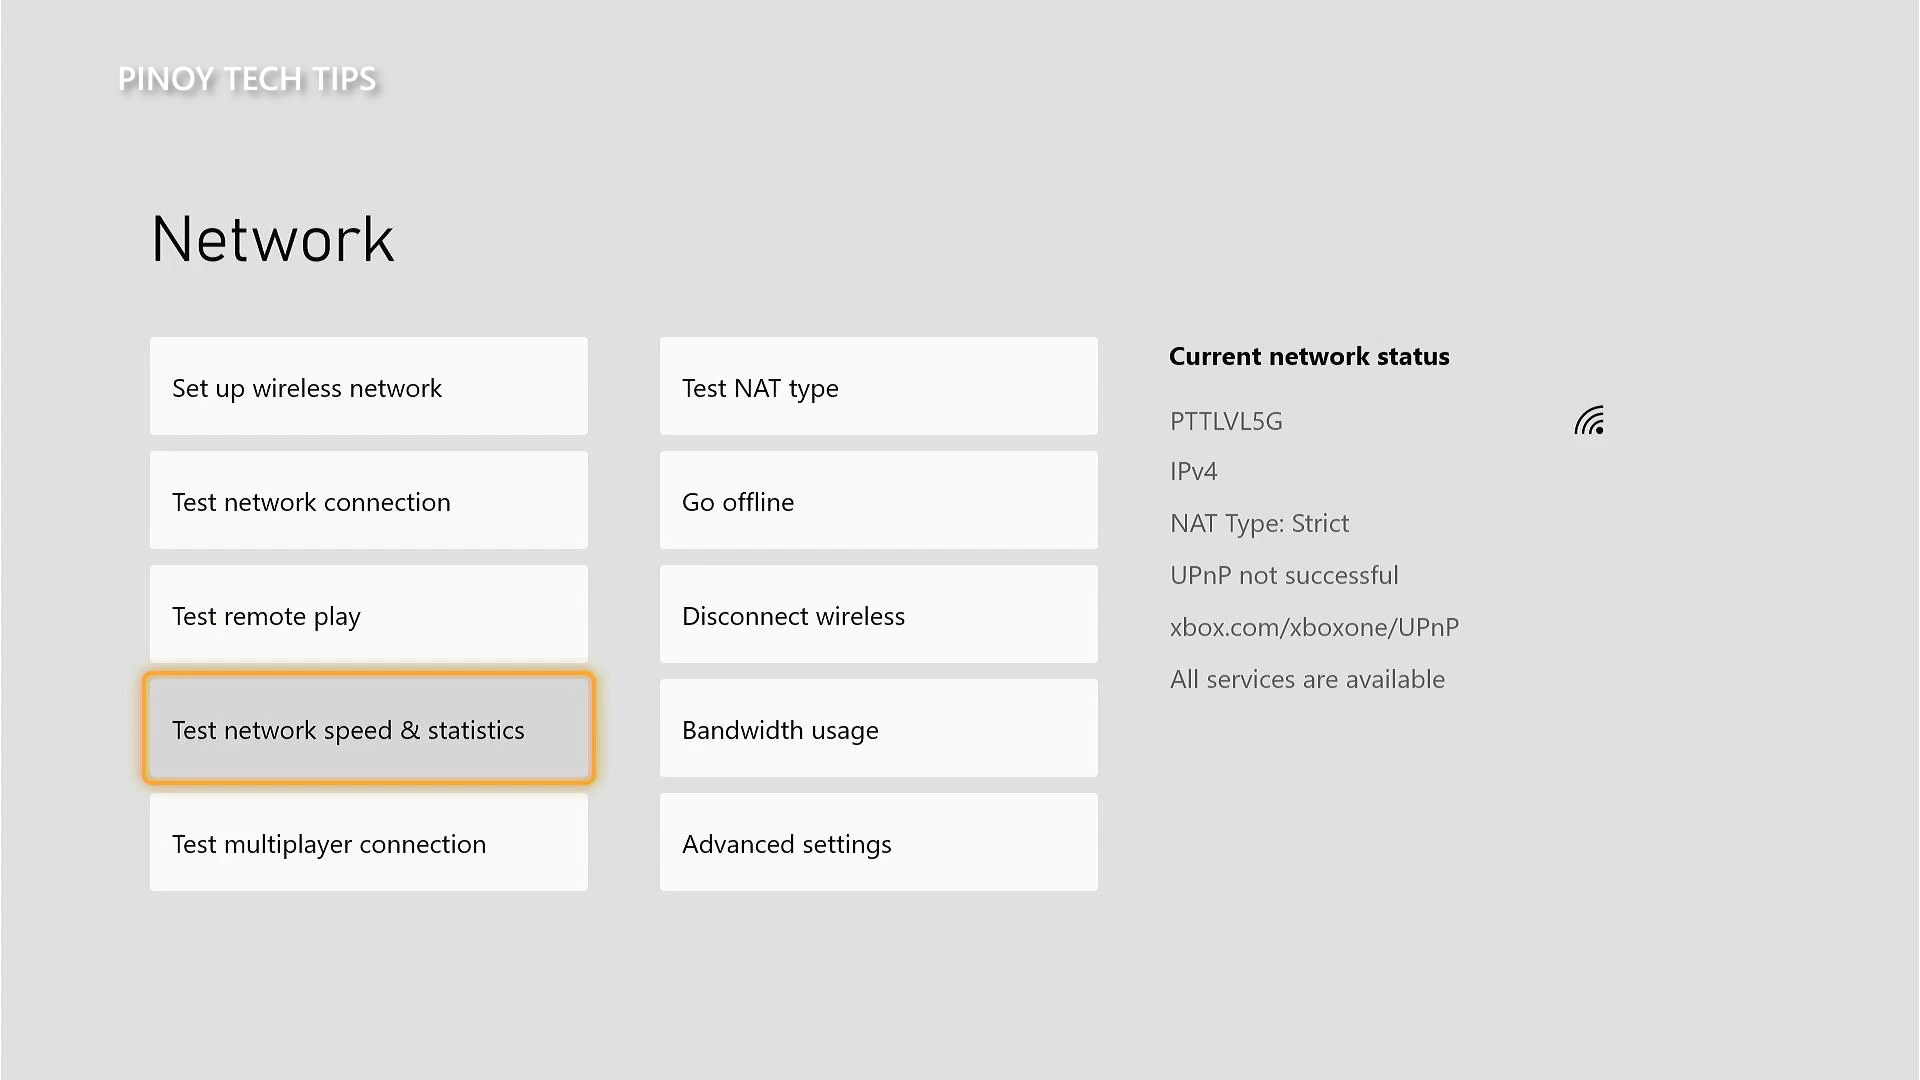 PINOY TECH TIPS
Network
Set up wireless network
Test network connection
Test remote play
Test network speed & statistics
Test multiplayer connection
Test NAT type
Go offline
Disconnect wireless
Bandwidth usage
Advanced settings
Current network status
PTTLVL5G
IPv4
NAT Type: Strict
UPnP not successful
xbox.com/xboxone/UPnP
All services are available